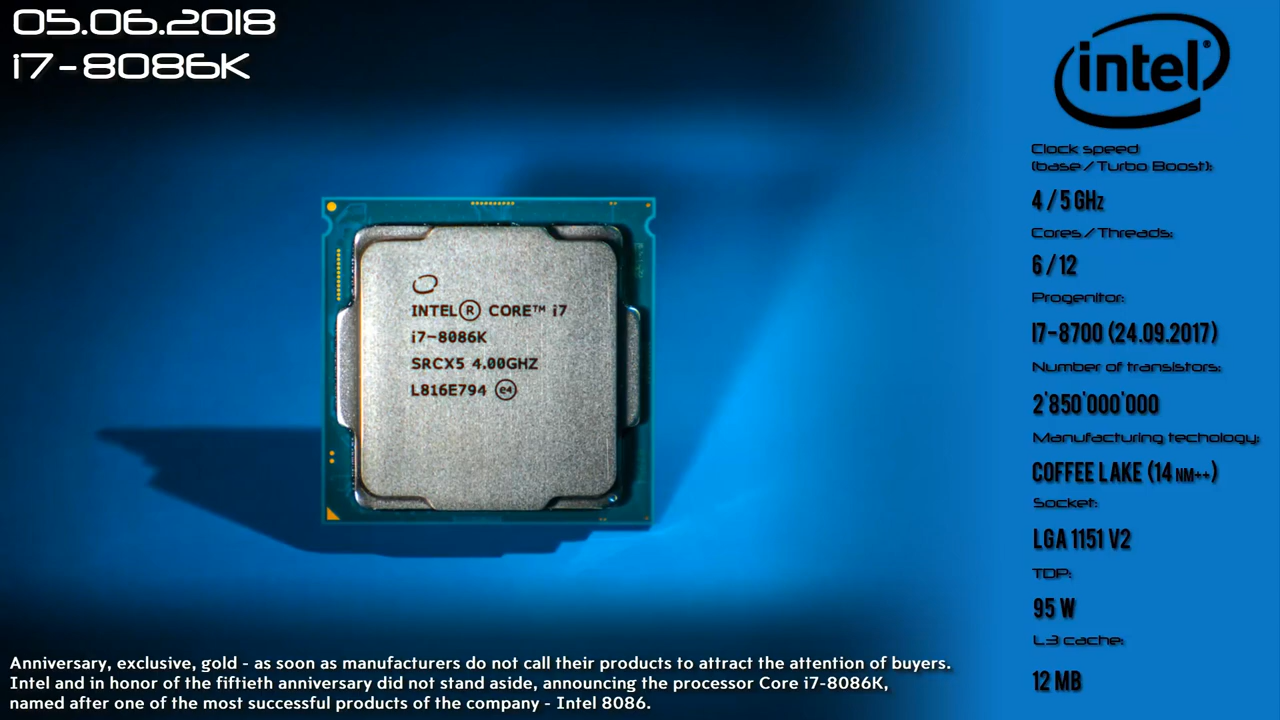 05.06.2018
i7-8086K
intel®
Clock speed
(base/Turbo Boost):
4 / 5 GHz
Cores/Threads:
6 / 12
Progenitor:
I7-8700 (24.09.2017)
Number of transistors:
2'850'000'000
Manufacturing techology:
COFFEE LAKE (14 NM++)
Socket:
LGA 1151 V2
TDP:
95 W
L3 cache:
12 MB
INTEL® CORE™ i7
i7-8086K
SRCX5 4.00GHZ
L816E794 e4
Anniversary, exclusive, gold - as soon as manufacturers do not call their products to attract the attention of buyers.
Intel and in honor of the fiftieth anniversary did not stand aside, announcing the processor Core i7-8086K,
named after one of the most successful products of the company - Intel 8086.